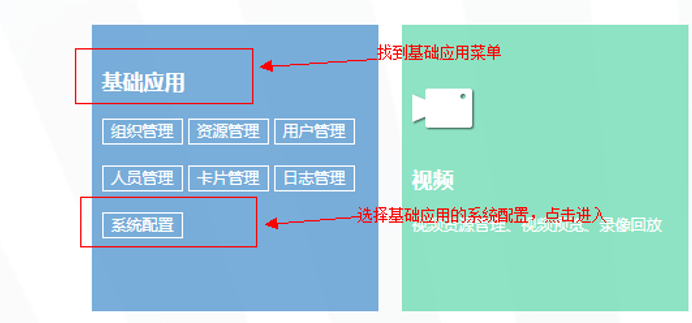 找到基础应用菜单
基础应用
组织管理 资源管理 用户管理
人员管理 卡片管理 日志管理
视频
系统配置
选择基础应用的系统配置，点击进入
视频资源管理、视频预览、录像回放